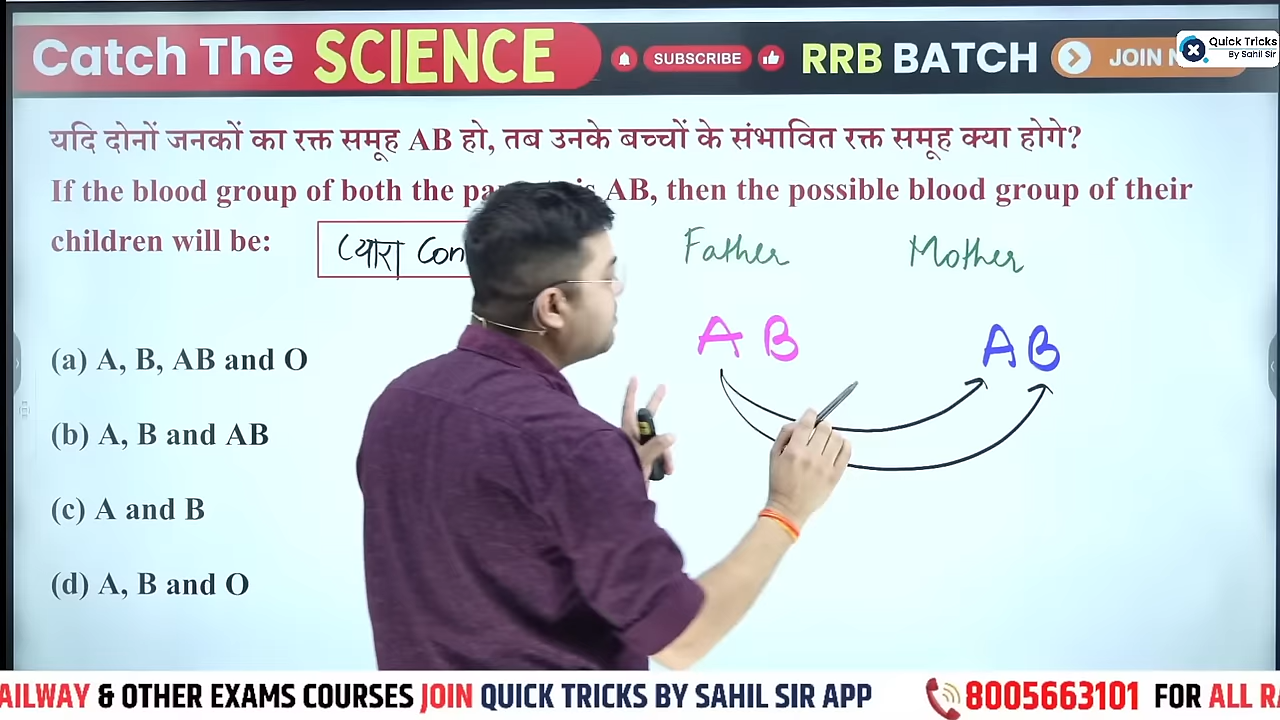 Catch The SCIENCE SUBSCRIBE RRB BATCH JOIN
Quick Tricks
By Sahil Sir
यदि दोनों जनकों का रक्त समूह AB हो, तब उनके बच्चों के संभावित रक्त समूह क्या होगे?
If the blood group of both the AB, then the possible blood group of their
children will be:
प्यारा Father Mother
A B A B
(a) A, B, AB and O
(b) A, B and AB
(c) A and B
(d) A, B and O
AILWAY & OTHER EXAMS COURSES JOIN QUICK TRICKS BY SAHIL SIR APP 8005663101 FOR ALL